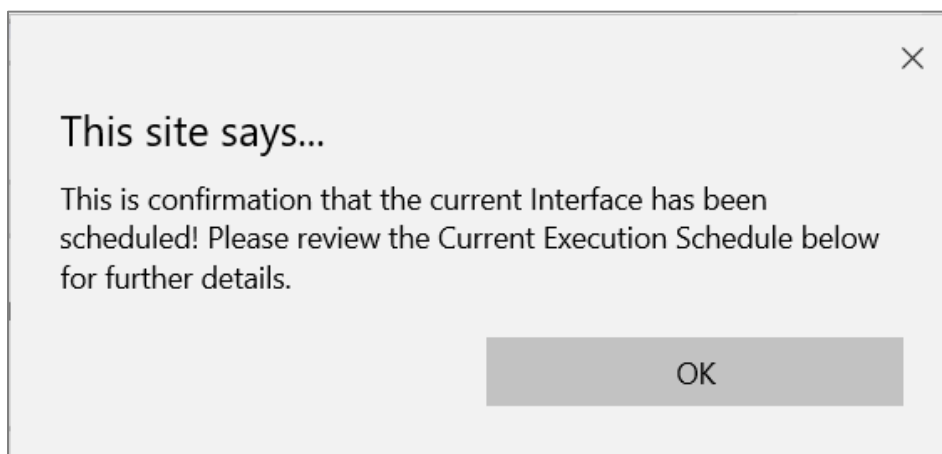 This site says...
This is confirmation that the current Interface has been
scheduled! Please review the Current Execution Schedule below
for further details.
OK